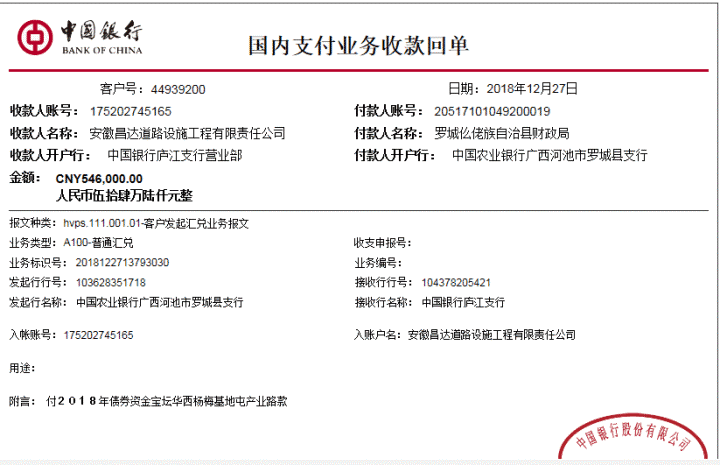 中国银行
BANK OF CHINA
国内支付业务收款回单
客户号：44939200 日期：2018年12月27日
收款人账号：175202745165 付款人账号：20517101049200019
收款人名称：安徽昌达道路设施工程有限责任公司 付款人名称：罗城仫佬族自治县财政局
收款人开户行：中国银行庐江支行营业部 付款人开户行：中国农业银行广西河池市罗城县支行
金额：CNY546,000.00
人民币伍拾肆万陆仟元整
报文种类：hvps.111.001.01-客户发起汇兑业务报文
业务类型：A100-普通汇兑 收支申报号：
业务标识号：2018122713793030 业务编号：
发起行行号：103628351718 接收行行号：104378205421
发起行名称：中国农业银行广西河池市罗城县支行 接收行名称：中国银行庐江支行
入帐账号：175202745165 入账户名：安徽昌达道路设施工程有限责任公司
用途：
附言：付２０１８年债券资金宝坛华西杨梅基地屯产业路款
中国银行股份有限公司